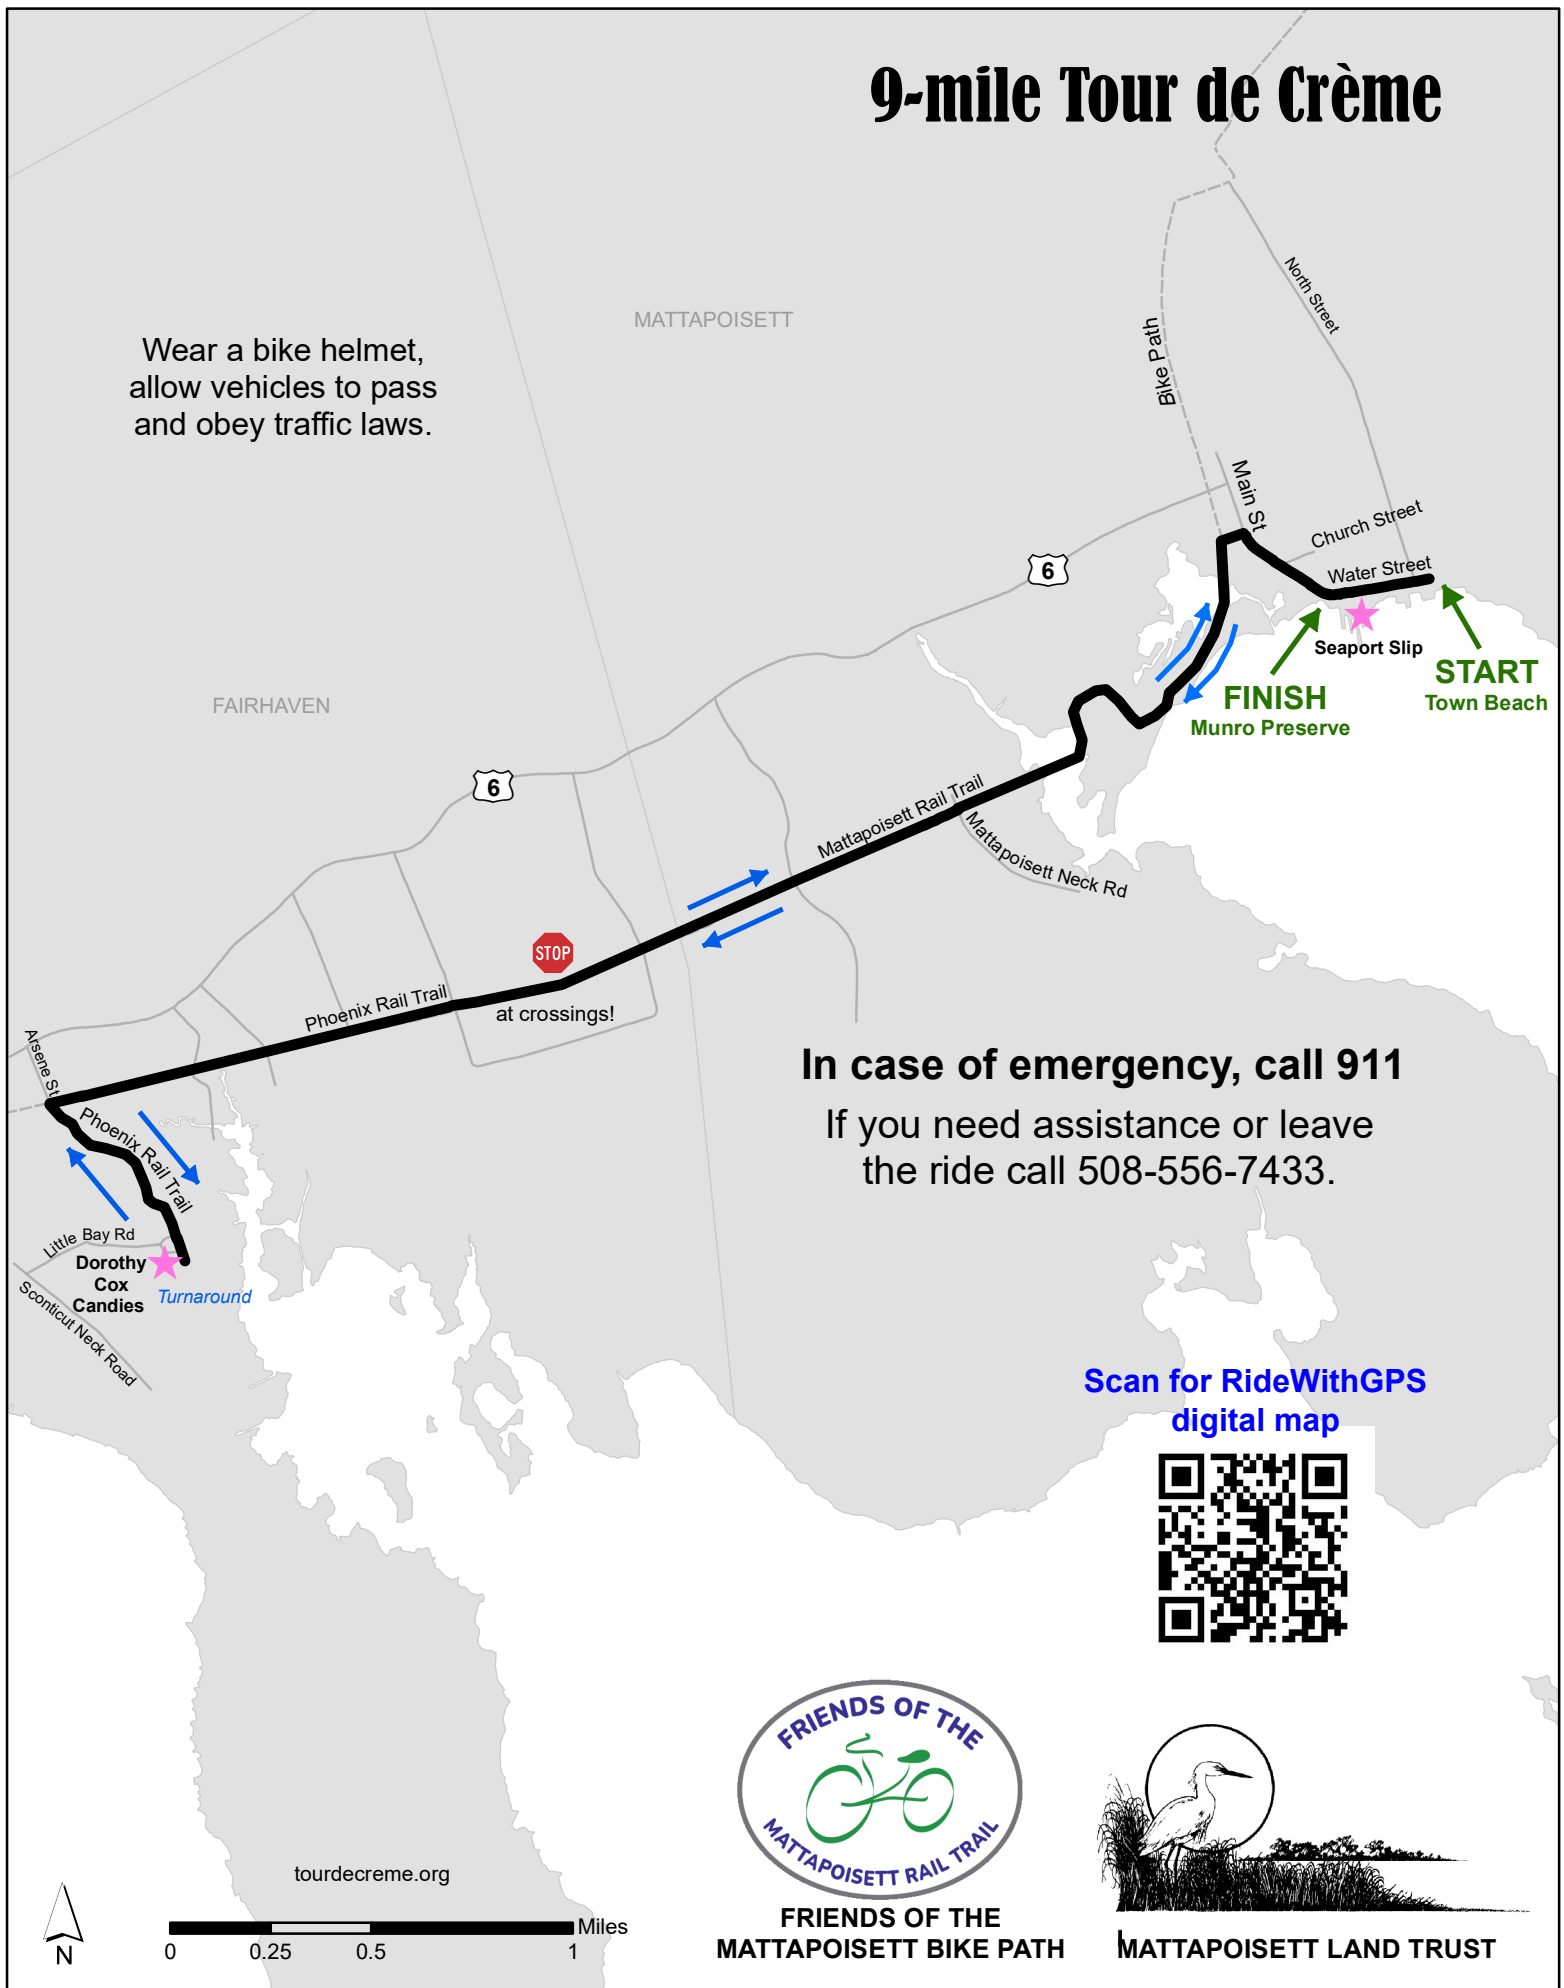 9-mile Tour de Crème
MATTAPOISETT
Wear a bike helmet,
allow vehicles to pass
and obey traffic laws.
North Street
Bike Path
Main St
Church Street
Water Street
6
Seaport Slip
START
Town Beach
FINISH
Munro Preserve
FAIRHAVEN
6
Mattapoisett Rail Trail
Mattapoisett Neck Rd
STOP
at crossings!
Phoenix Rail Trail
Arsene St
Phoenix Rail Trail
In case of emergency, call 911
If you need assistance or leave
the ride call 508-556-7433.
Little Bay Rd
Dorothy
Cox
Candies
Turnaround
Sconticut Neck Road
Scan for RideWithGPS
digital map
FRIENDS OF THE
MATTAPOISETT RAIL TRAIL
tourdecreme.org
N
Miles
0 0.25 0.5 1
FRIENDS OF THE
MATTAPOISETT BIKE PATH
MATTAPOISETT LAND TRUST